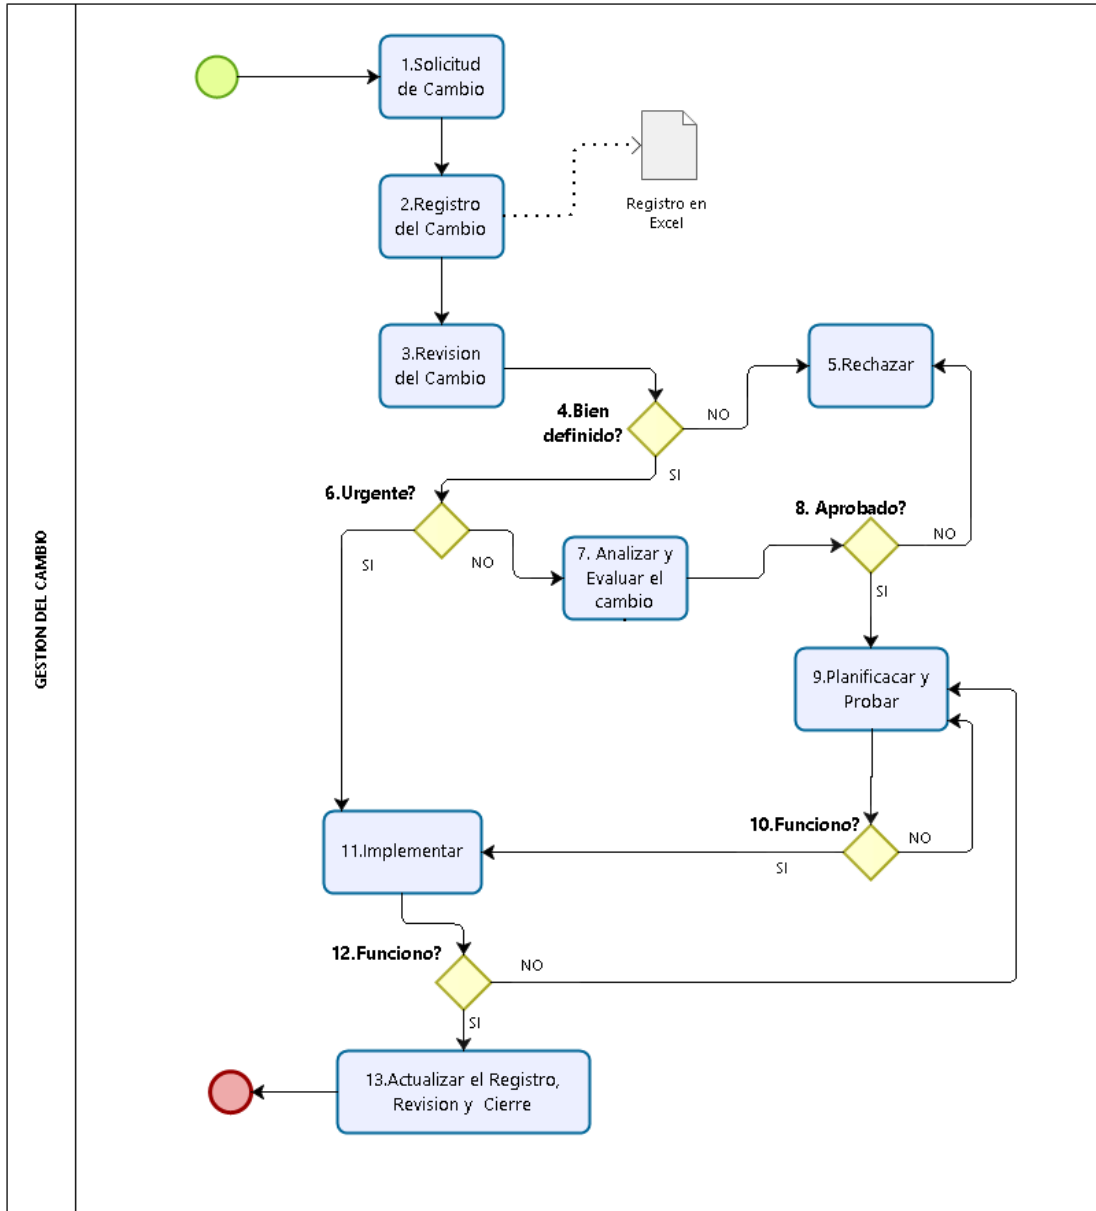 GESTION DEL CAMBIO
1.Solicitud
de Cambio
2.Registro
del Cambio
Registro en
Excel
3.Revision
del Cambio
5.Rechazar
4.Bien
definido?
NO
SI
6.Urgente?
SI
NO
7. Analizar y
Evaluar el
cambio
8. Aprobado?
NO
SI
9.Planificacar y
Probar
10.Funciono?
NO
SI
11.Implementar
12.Funciono?
NO
SI
13.Actualizar el Registro,
Revision y  Cierre